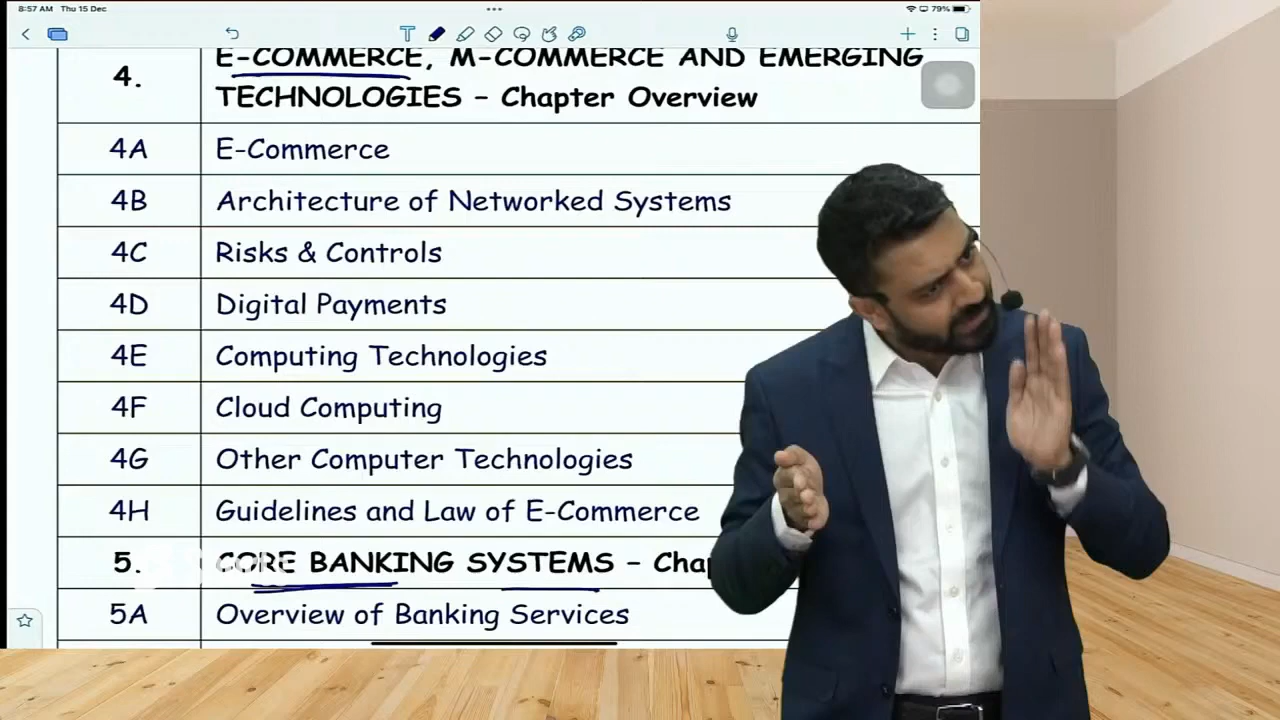 8:57 AM Thu 15 Dec
79%
4.
E-COMMERCE, M-COMMERCE AND EMERGING
TECHNOLOGIES – Chapter Overview
4A E-Commerce
4B Architecture of Networked Systems
4C Risks & Controls
4D Digital Payments
4E Computing Technologies
4F Cloud Computing
4G Other Computer Technologies
4H Guidelines and Law of E-Commerce
5. CORE BANKING SYSTEMS – Chap
5A Overview of Banking Services